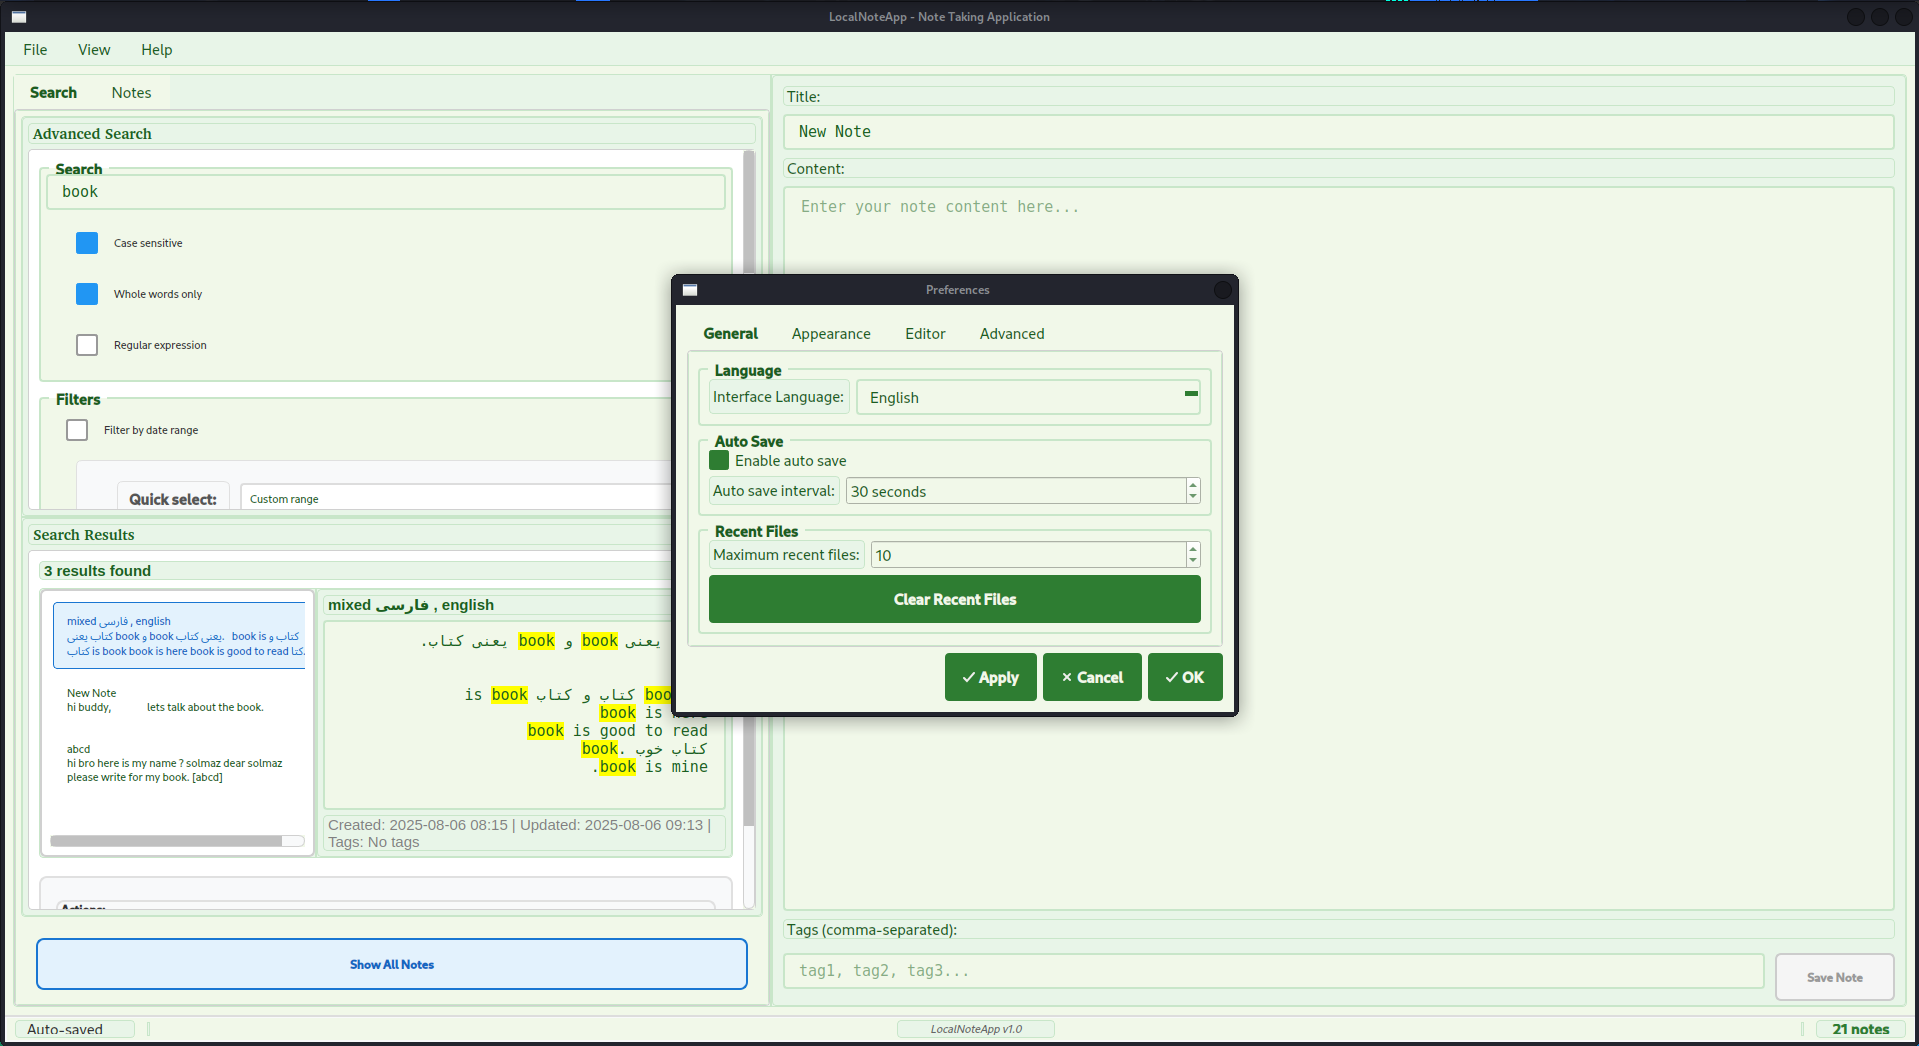 LocalNoteApp - Note Taking Application
File
View
Help
Search
Notes
Advanced Search
Search
book
Case sensitive
Whole words only
Regular expression
Filters
Filter by date range
Quick select:
Custom range
Search Results
3 results found
mixed فارسی , english
کتاب یعنی book و book یعنی کتاب. book is کتاب و
کتاب is book book is here book is good to read کتا.
New Note
hi buddy, lets talk about the book.
abcd
hi bro here is my name ? solmaz dear solmaz
please write for my book. [abcd]
mixed فارسی , english
یعنی book و book یعنی کتاب.
is book کتاب و کتاب
book is
book is good to read
کتاب خوب .book
book is mine.
Created: 2025-08-06 08:15 | Updated: 2025-08-06 09:13 |
Tags: No tags
Actions:
Show All Notes
Title:
New Note
Content:
Enter your note content here...
Tags (comma-separated):
tag1, tag2, tag3...
Save Note
Preferences
General
Appearance
Editor
Advanced
Language
Interface Language:
English
Auto Save
Enable auto save
Auto save interval:
30 seconds
Recent Files
Maximum recent files:
10
Clear Recent Files
✓ Apply
× Cancel
✓ OK
Auto-saved
LocalNoteApp v1.0
21 notes